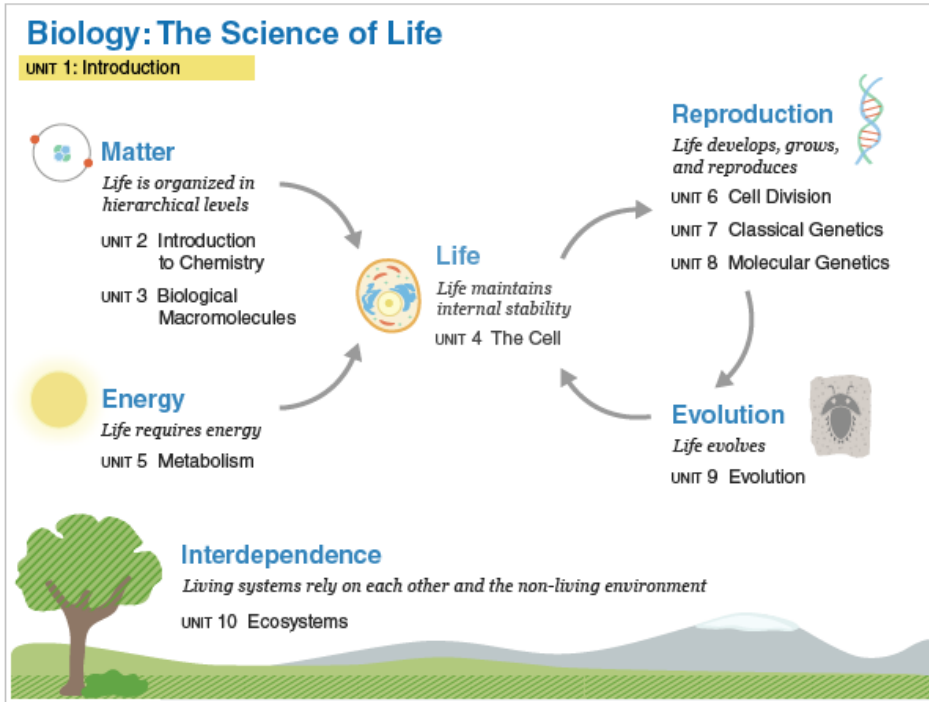 Biology: The Science of Life
UNIT 1: Introduction
Matter
Life is organized in
hierarchical levels
UNIT 2 Introduction
to Chemistry
UNIT 3 Biological
Macromolecules
Energy
Life requires energy
UNIT 5 Metabolism
Life
Life maintains
internal stability
UNIT 4 The Cell
Reproduction
Life develops, grows,
and reproduces
UNIT 6 Cell Division
UNIT 7 Classical Genetics
UNIT 8 Molecular Genetics
Evolution
Life evolves
UNIT 9 Evolution
Interdependence
Living systems rely on each other and the non-living environment
UNIT 10 Ecosystems